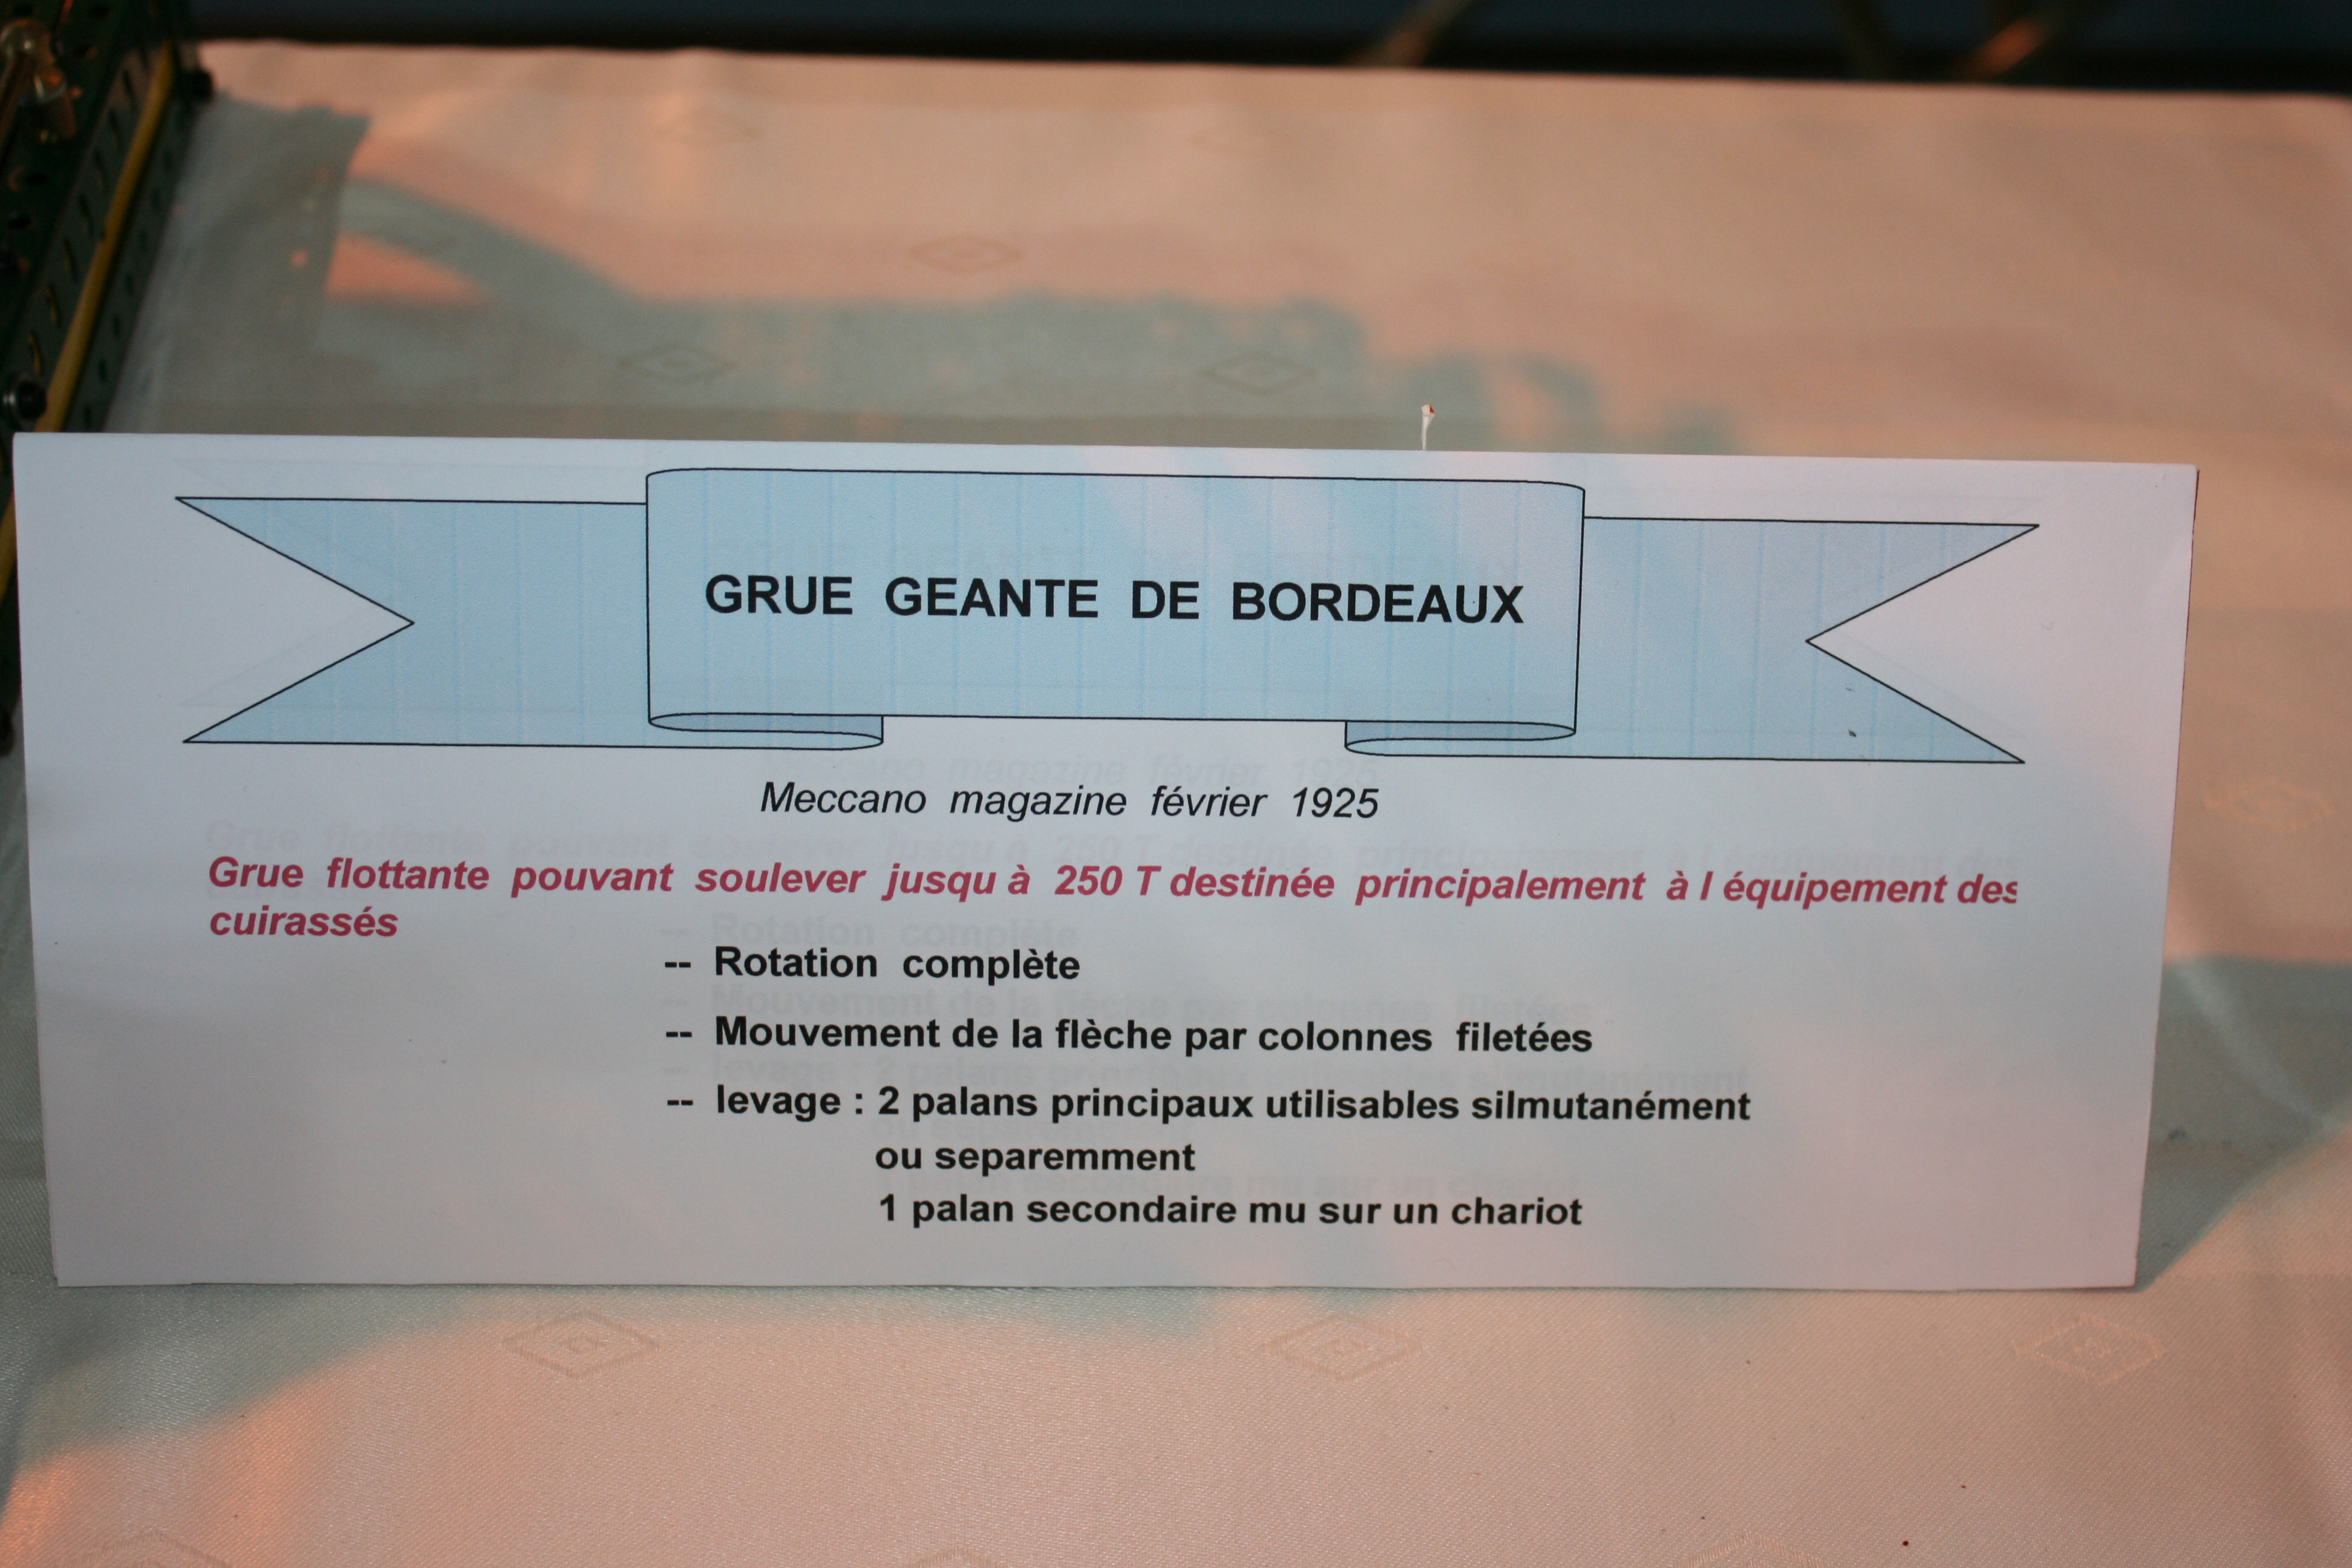 GRUE GEANTE DE BORDEAUX
Meccano magazine février 1925
Grue flottante pouvant soulever jusqu à 250 T destinée principalement à l équipement des
cuirassés
-- Rotation complète
-- Mouvement de la flèche par colonnes filetées
-- levage : 2 palans principaux utilisables silmutanément
ou separemment
1 palan secondaire mu sur un chariot